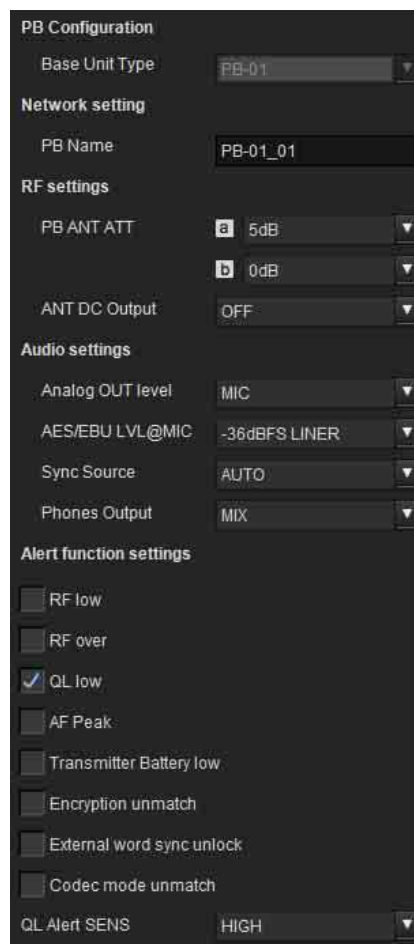 PB Configuration
Base Unit Type PB-01
Network setting
PB Name PB-01_01
RF settings
PB ANT ATT a 5dB
b 0dB
ANT DC Output OFF
Audio settings
Analog OUT level MIC
AES/EBU LVL@MIC -36dBFS LINER
Sync Source AUTO
Phones Output MIX
Alert function settings
RF low
RF over
QL low
AF Peak
Transmitter Battery low
Encryption unmatch
External word sync unlock
Codec mode unmatch
QL Alert SENS HIGH